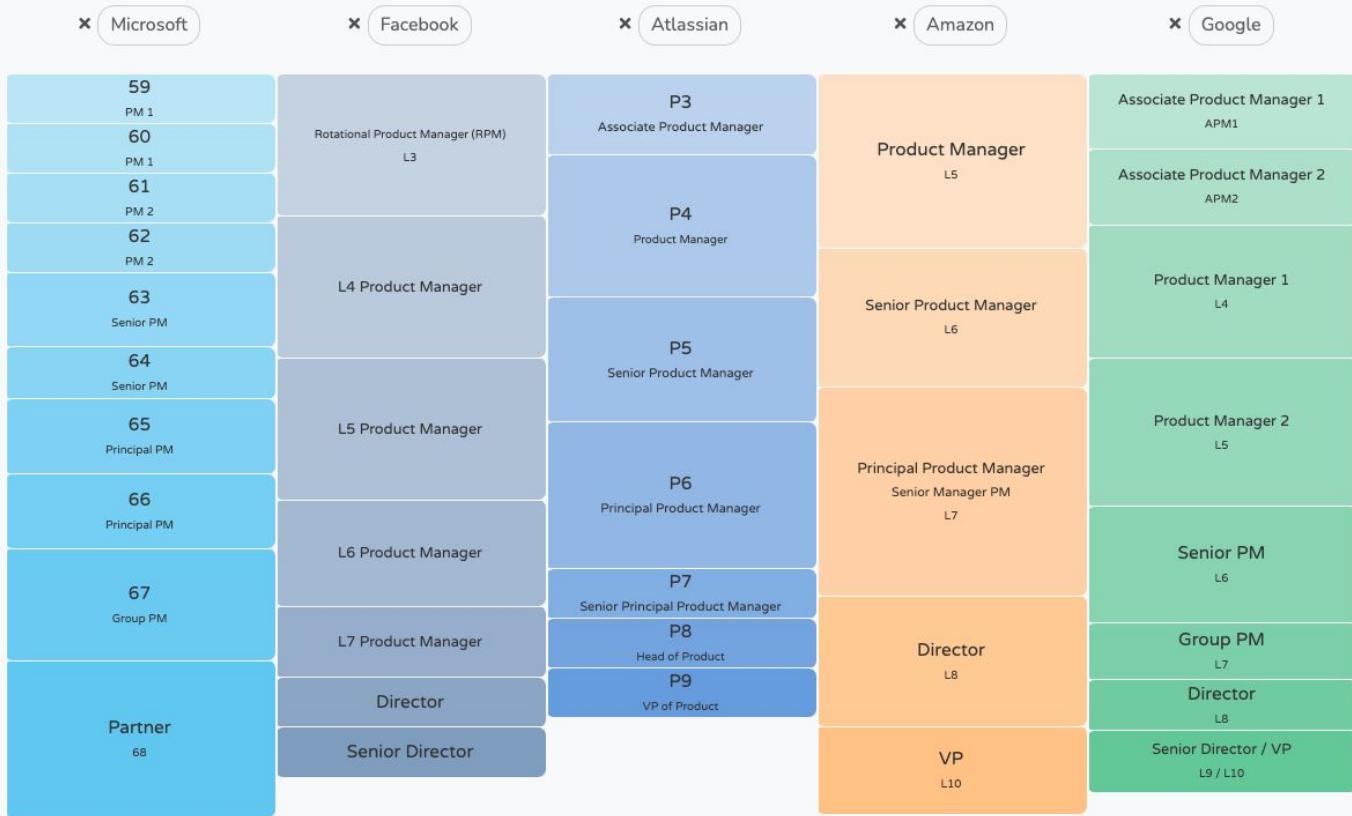 × Microsoft
× Facebook
× Atlassian
× Amazon
× Google
59
PM 1
60
PM 1
61
PM 2
62
PM 2
63
Senior PM
64
Senior PM
65
Principal PM
66
Principal PM
67
Group PM
Partner
68
Rotational Product Manager (RPM)
L3
L4 Product Manager
L5 Product Manager
L6 Product Manager
L7 Product Manager
Director
Senior Director
P3
Associate Product Manager
P4
Product Manager
P5
Senior Product Manager
P6
Principal Product Manager
P7
Senior Principal Product Manager
P8
Head of Product
P9
VP of Product
Product Manager
L5
Senior Product Manager
L6
Principal Product Manager
Senior Manager PM
L7
Director
L8
VP
L10
Associate Product Manager 1
APM1
Associate Product Manager 2
APM2
Product Manager 1
L4
Product Manager 2
L5
Senior PM
L6
Group PM
L7
Director
L8
Senior Director / VP
L9 / L10